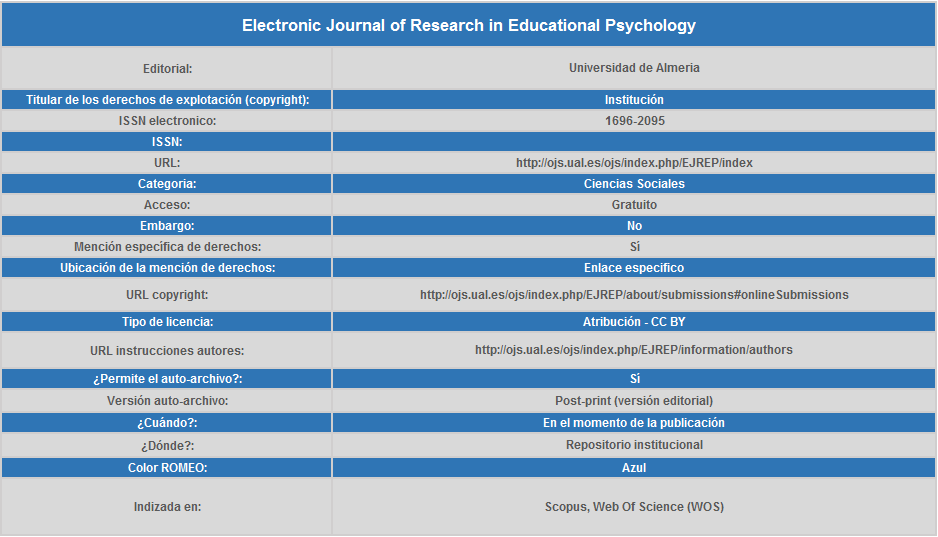 Electronic Journal of Research in Educational Psychology
Editorial: Universidad de Almeria
Titular de los derechos de explotación (copyright): Institución
ISSN electronico: 1696-2095
ISSN:
URL: http://ojs.ual.es/ojs/index.php/EJREP/index
Categoria: Ciencias Sociales
Acceso: Gratuito
Embargo: No
Mención especifica de derechos: Sí
Ubicación de la mención de derechos: Enlace especifico
URL copyright: http://ojs.ual.es/ojs/index.php/EJREP/about/submissions#onlineSubmissions
Tipo de licencia: Atribución - CC BY
URL instrucciones autores: http://ojs.ual.es/ojs/index.php/EJREP/information/authors
¿Permite el auto-archivo?: Sí
Versión auto-archivo: Post-print (versión editorial)
¿Cuándo?: En el momento de la publicación
¿Dónde?: Repositorio institucional
Color ROMEO: Azul
Indizada en: Scopus, Web Of Science (WOS)